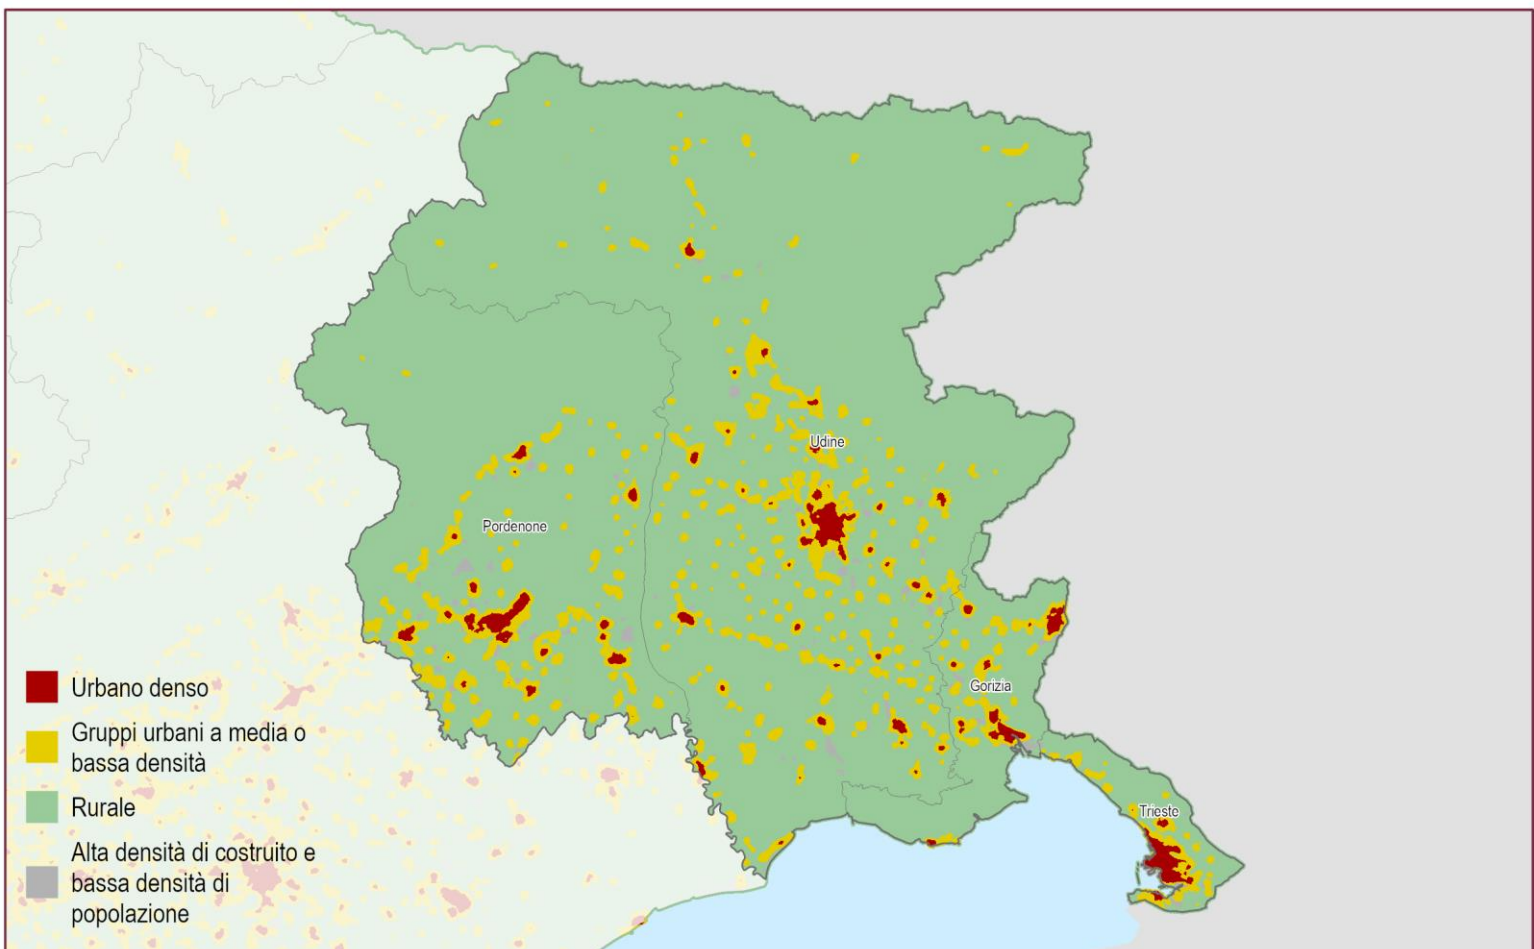 Udine
Pordenone
Gorizia
Trieste
Urbano denso
Gruppi urbani a media o
bassa densità
Rurale
Alta densità di costruito e
bassa densità di
popolazione